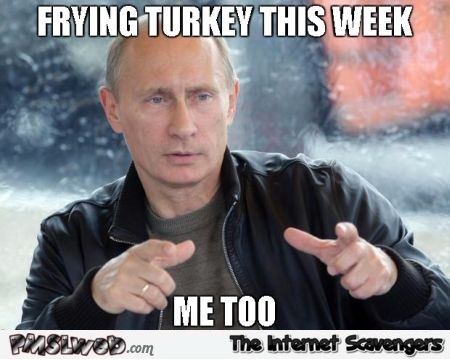 FRYING TURKEY THIS WEEK
ME TOO
PMSLWEB.com
The Internet Scavengers